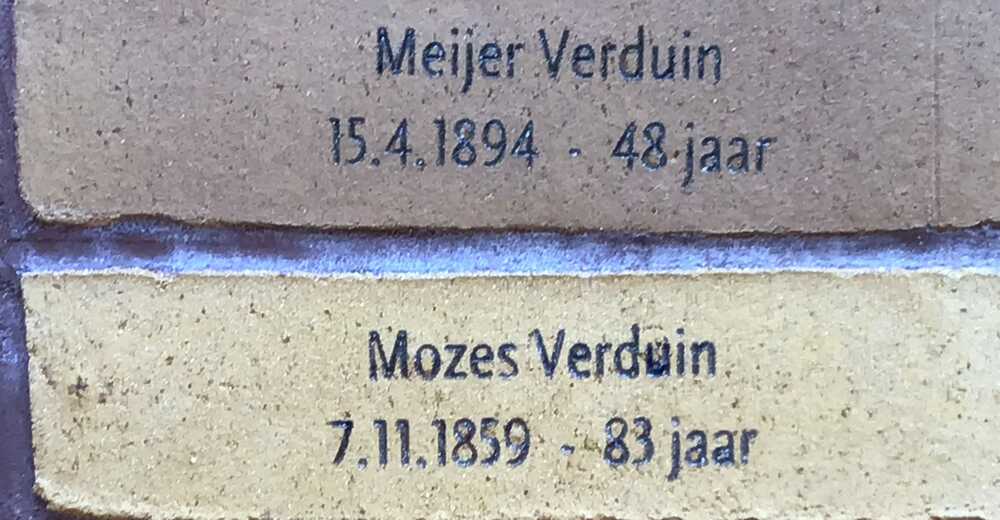 Meijer Verduin
15.4.1894 - 48 jaar
Mozes Verduin
7.11.1859 - 83 jaar